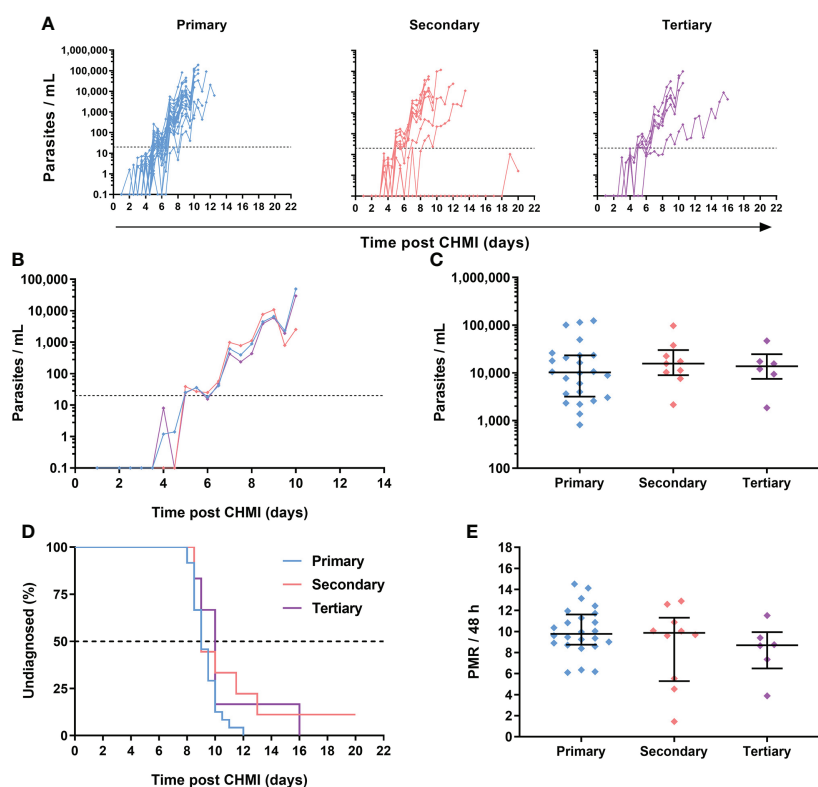 A
Primary
Secondary
Tertiary
Parasites / mL
1,000,000
100,000
10,000
1,000
100
10
1
0.1
0 2 4 6 8 10 12 14 16 18 20 22
0 2 4 6 8 10 12 14 16 18 20 22
0 2 4 6 8 10 12 14 16 18 20 22
Time post CHMI (days)
B
Parasites / mL
100,000
10,000
1,000
100
10
1
0.1
0 2 4 6 8 10 12 14
Time post CHMI (days)
C
Parasites / mL
1,000,000
100,000
10,000
1,000
100
Primary Secondary Tertiary
D
Undiagnosed (%)
100
75
50
25
0
Primary
Secondary
Tertiary
0 2 4 6 8 10 12 14 16 18 20 22
Time post CHMI (days)
E
PMR / 48 h
18
16
14
12
10
8
6
4
2
0
Primary Secondary Tertiary